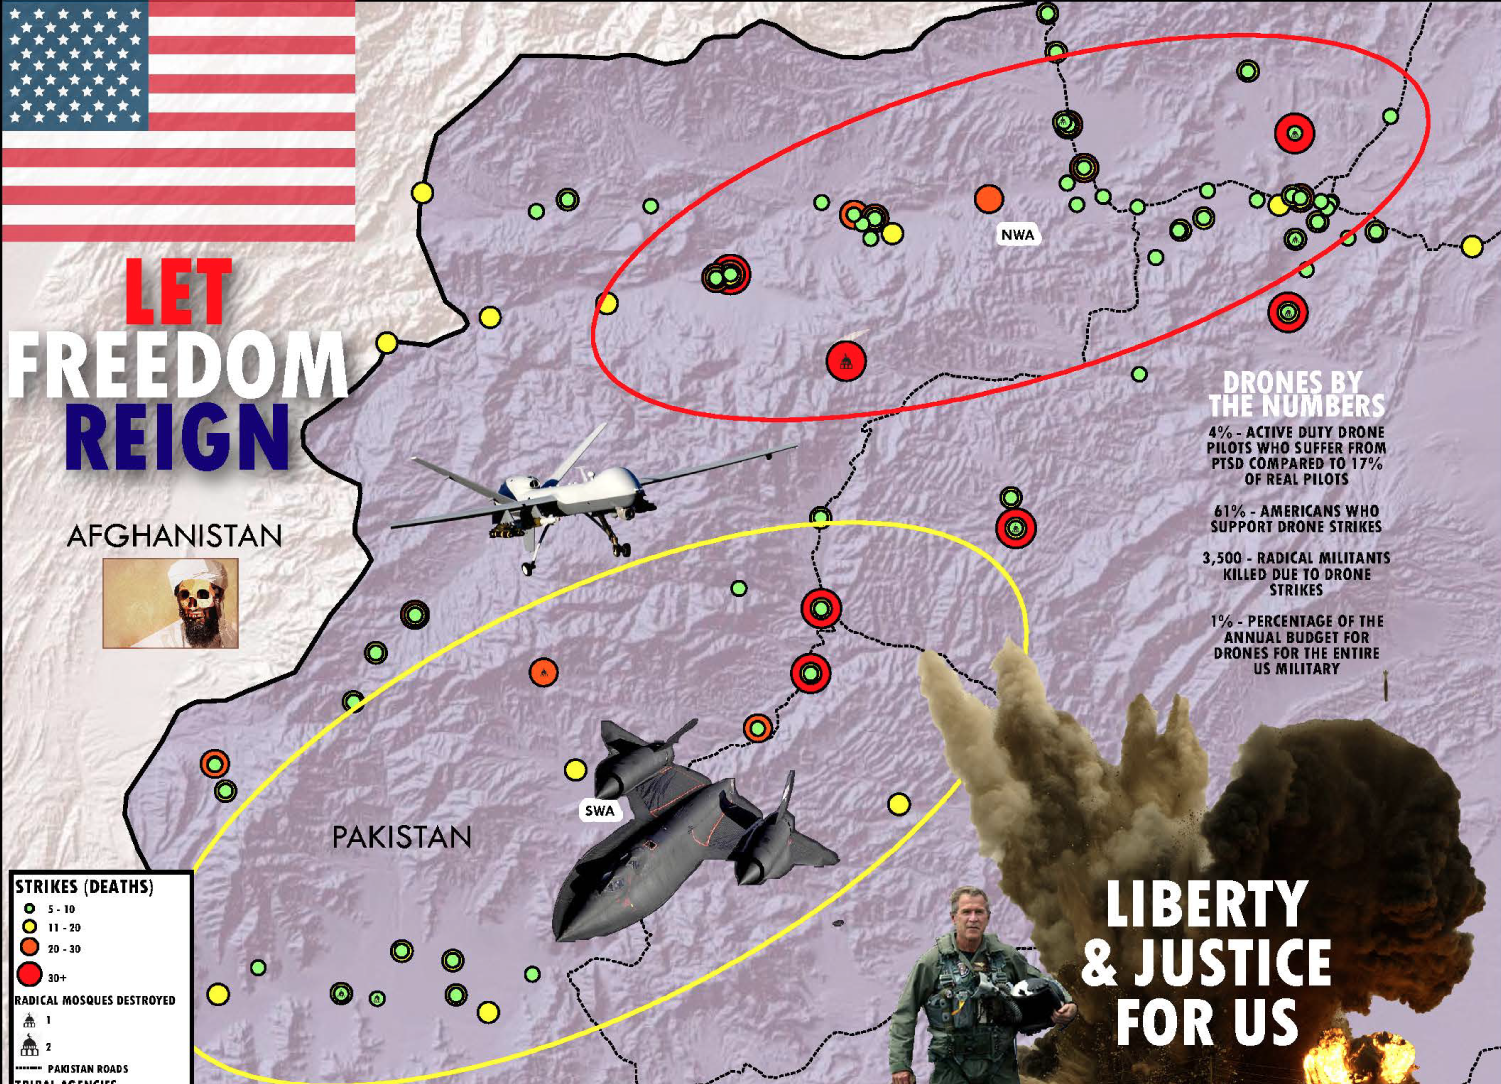 LET
FREEDOM
REIGN
AFGHANISTAN
NWA
DRONES BY
THE NUMBERS
4% - ACTIVE DUTY DRONE
PILOTS WHO SUFFER FROM
PTSD COMPARED TO 17%
OF REAL PILOTS
61% - AMERICANS WHO
SUPPORT DRONE STRIKES
3,500 - RADICAL MILITANTS
KILLED DUE TO DRONE
STRIKES
1% - PERCENTAGE OF THE
ANNUAL BUDGET FOR
DRONES FOR THE ENTIRE
US MILITARY
SWA
PAKISTAN
STRIKES (DEATHS)
5 - 10
11 - 20
20 - 30
30+
RADICAL MOSQUES DESTROYED
1
2
PAKISTAN ROADS
TRIBAL AGENCIES
LIBERTY
& JUSTICE
FOR US